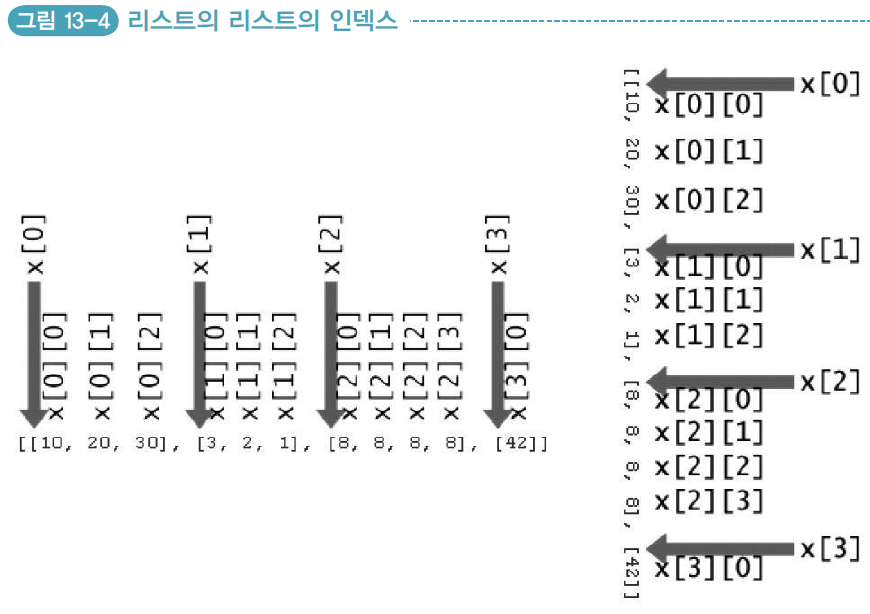 그림 13-4 리스트의 리스트의 인덱스
x[0] x[1] x[2] x[3]
x[0][0] x[0][1] x[0][2] x[1][0] x[1][1] x[1][2] x[2][0] x[2][1] x[2][2] x[2][3] x[3][0]
[[10, 20, 30], [3, 2, 1], [8, 8, 8, 8], [42]]
[[10, 20, 30], [3, 2, 1], [8, 8, 8, 8], [42]]
x[0]
x[0][0]
x[0][1]
x[0][2]
x[1]
x[1][0]
x[1][1]
x[1][2]
x[2]
x[2][0]
x[2][1]
x[2][2]
x[2][3]
x[3]
x[3][0]